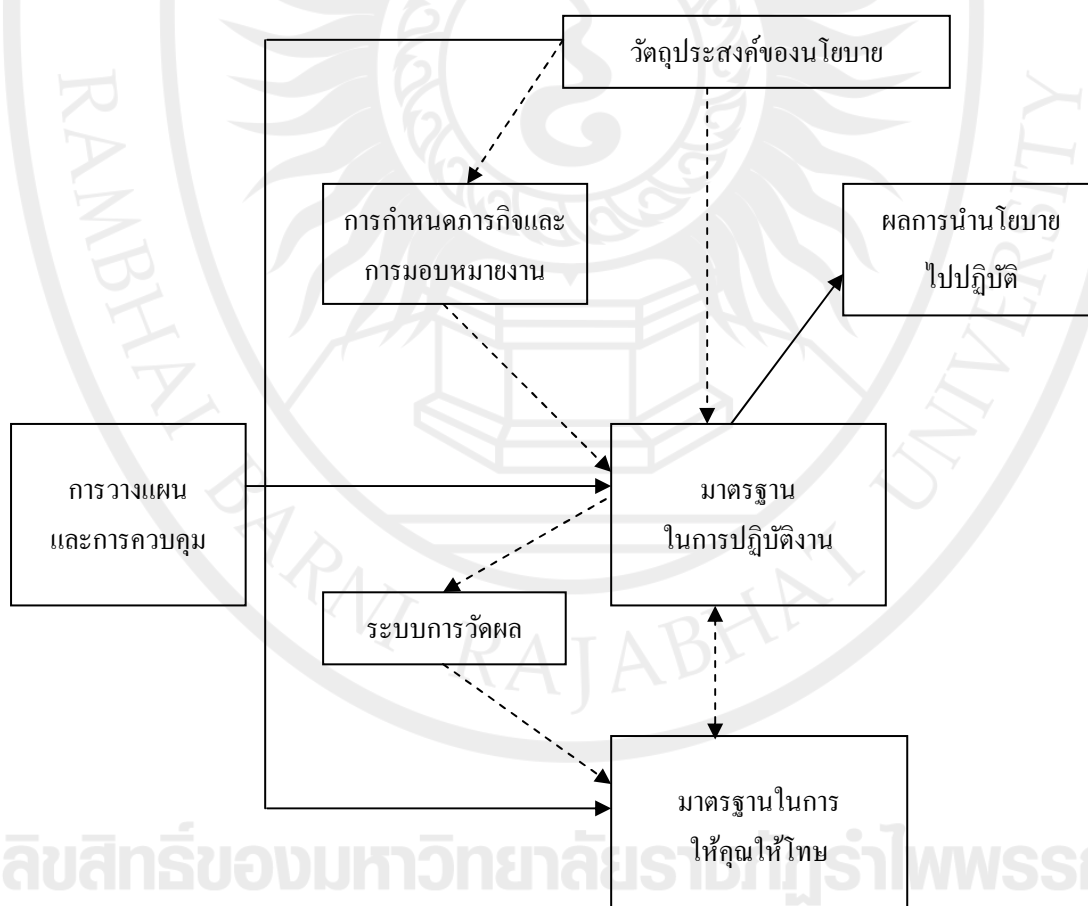 วัตถุประสงค์ของนโยบาย
การกำหนดภารกิจและ
การมอบหมายงาน
ผลการนำนโยบาย
ไปปฏิบัติ
การวางแผน
และการควบคุม
มาตรฐาน
ในการปฏิบัติงาน
ระบบการวัดผล
มาตรฐานในการ
ให้คุณให้โทษ
RAMBHAI BARNI RAJABHAT UNIVERSITY
ลิขสิทธิ์ของมหาวิทยาลัยราชภัฏรำไพพรรณ